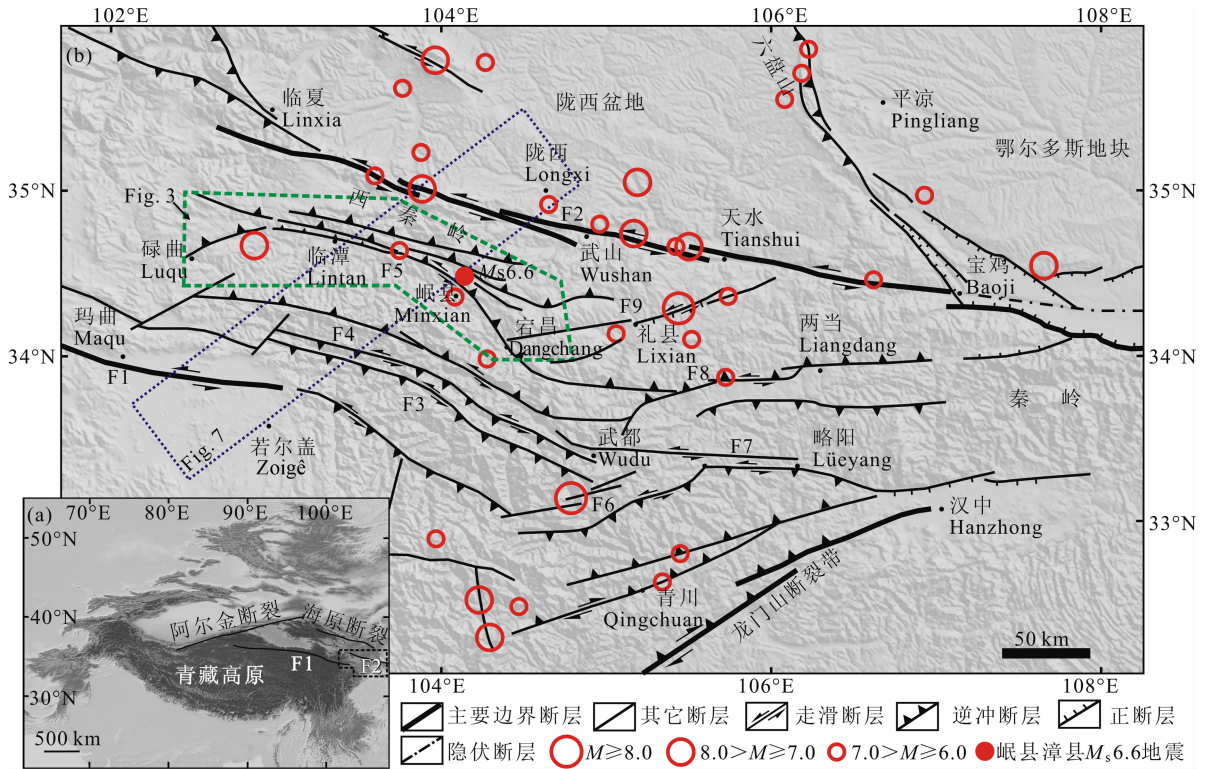 102°E
104°E
106°E
108°E
(b)
临夏
Linxia
陇西盆地
六盘山
平凉
Pingliang
鄂尔多斯地块
35°N
35°N
Fig. 3
西秦岭
陇西
Longxi
F2
天水
Tianshui
碌曲
Luqu
临潭
Lintan
F5
Ms6.6
武山
Wushan
宝鸡
Baoji
岷县
Minxian
F9
玛曲
Maqu
F4
宕昌
Dangchang
礼县
Lixian
两当
Liangdang
34°N
34°N
F1
F3
F8
秦岭
Fig. 7
若尔盖
Zoigê
武都
Wudu
F7
略阳
Lüeyang
F6
汉中
Hanzhong
33°N
青川
Qingchuan
龙门山断裂带
50 km
(a)
70°E
80°E
90°E
100°E
50°N
40°N
30°N
阿尔金断裂
海原断裂
F1
F2
青藏高原
500 km
104°E
106°E
108°E
主要边界断层
其它断层
走滑断层
逆冲断层
正断层
隐伏断层
M≥8.0
8.0>M≥7.0
7.0>M≥6.0
岷县漳县Ms6.6地震